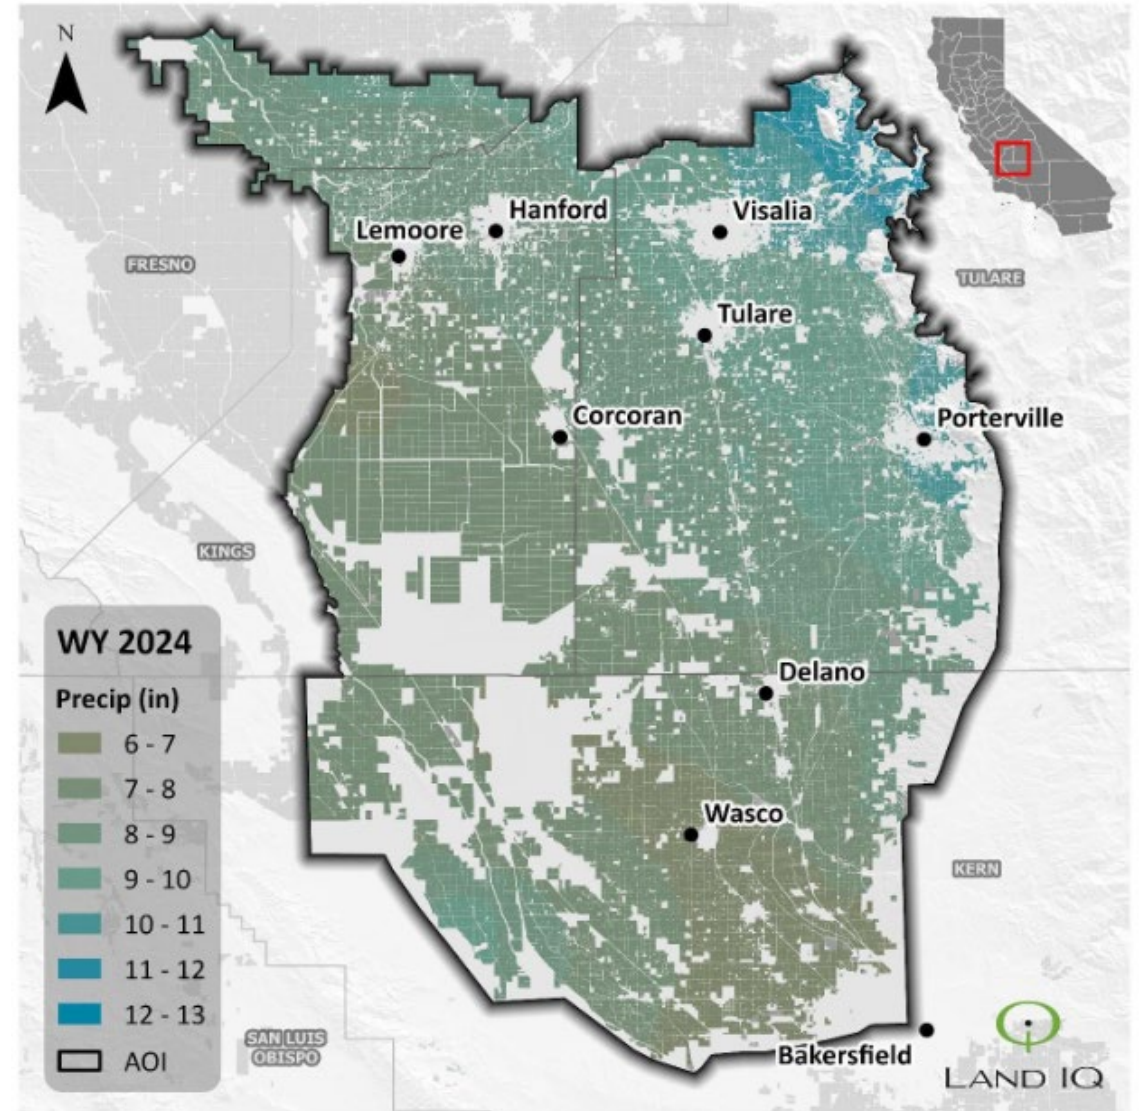 N
Hanford
Lemoore
Visalia
FRESNO
TULARE
Tulare
Corcoran
Porterville
KINGS
WY 2024
Precip (in)
6 - 7
7 - 8
8 - 9
9 - 10
10 - 11
11 - 12
12 - 13
AOI
Delano
Wasco
KERN
SAN LUIS
OBISPO
Bakersfield
LAND IQ